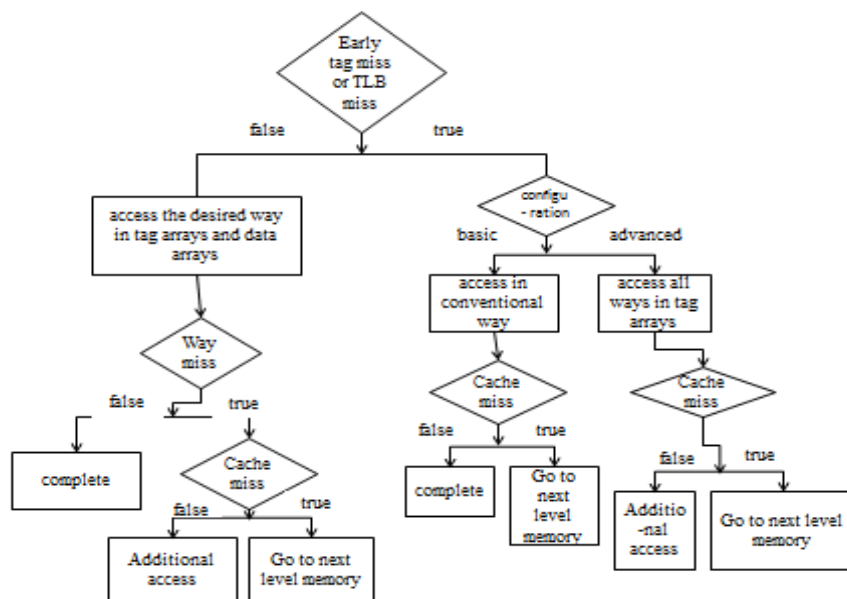 Early
tag miss
or TLB
miss
false
true
access the desired way
in tag arrays and data
arrays
configu
- ration
basic
advanced
access in
conventional
way
access all
ways in tag
arrays
Way
miss
Cache
miss
Cache
miss
false
true
false
true
false
true
complete
Cache
miss
complete
Go to
next
level
memory
Additio
-nal
access
Go to next level
memory
false
true
Additional
access
Go to next
level memory